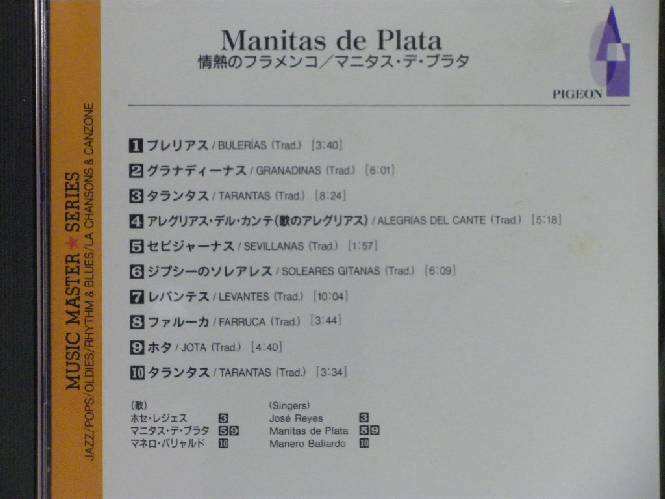 Manitas de Plata
情熱のフラメンコ／マニタス・デ・プラタ
PIGEON
MUSIC MASTER★SERIES
JAZZ/POPS/OLDIES/RHYTHM & BLUES/LA CHANSONS & CANZONE
1 ブレリアス / BULERÍAS (Trad.) [3:40]
2 グラナディーナス / GRANADINAS (Trad.) [6:01]
3 タランタス / TARANTAS (Trad.) [8:24]
4 アレグリアス・デル・カンテ(歌のアレグリアス) / ALEGRIAS DEL CANTE (Trad.) [5:18]
5 セビジャーナス / SEVILLANAS (Trad.) [1:57]
6 ジプシーのソレアレス / SOLEARES GITANAS (Trad.) [6:09]
7 レバンテス / LEVANTES (Trad.) [10:04]
8 ファルーカ / FARRUCA (Trad.) [3:44]
9 ホタ / JOTA (Trad.) [4:40]
10 タランタス / TARANTAS (Trad.) [3:34]
(歌) (Singers)
ホセ・レジェス 3 José Reyes 3
マニタス・デ・プラタ 5 9 Manitas de Plata 5 9
マネロ・バリャルド 10 Manero Baliardo 10